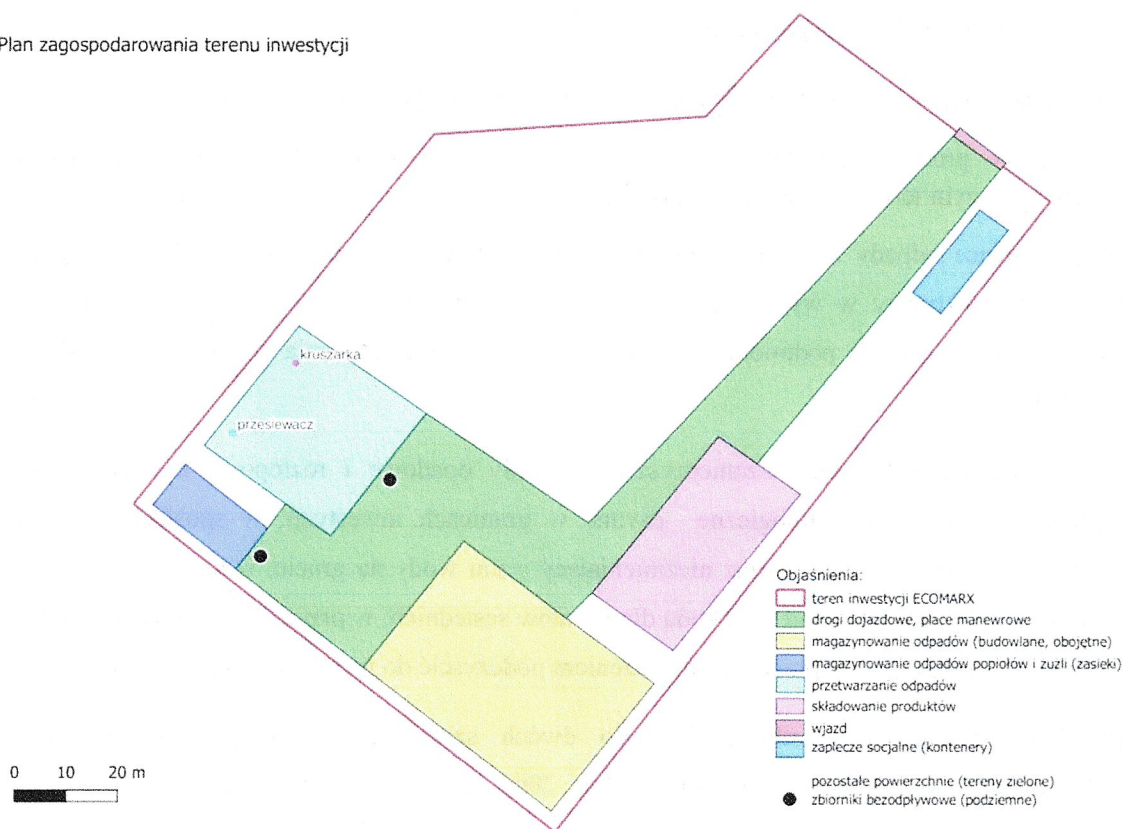 Plan zagospodarowania terenu inwestycji
kruszarka
przesiewacz
Objaśnienia:
teren inwestycji ECOMARX
drogi dojazdowe, place manewrowe
magazynowanie odpadów (budowlane, obojętne)
magazynowanie odpadów popiołów i żużli (zasieki)
przetwarzanie odpadów
składowanie produktów
wjazd
zaplecze socjalne (kontenery)
pozostałe powierzchnie (tereny zielone)
zbiorniki bezodpływowe (podziemne)
0 10 20 m